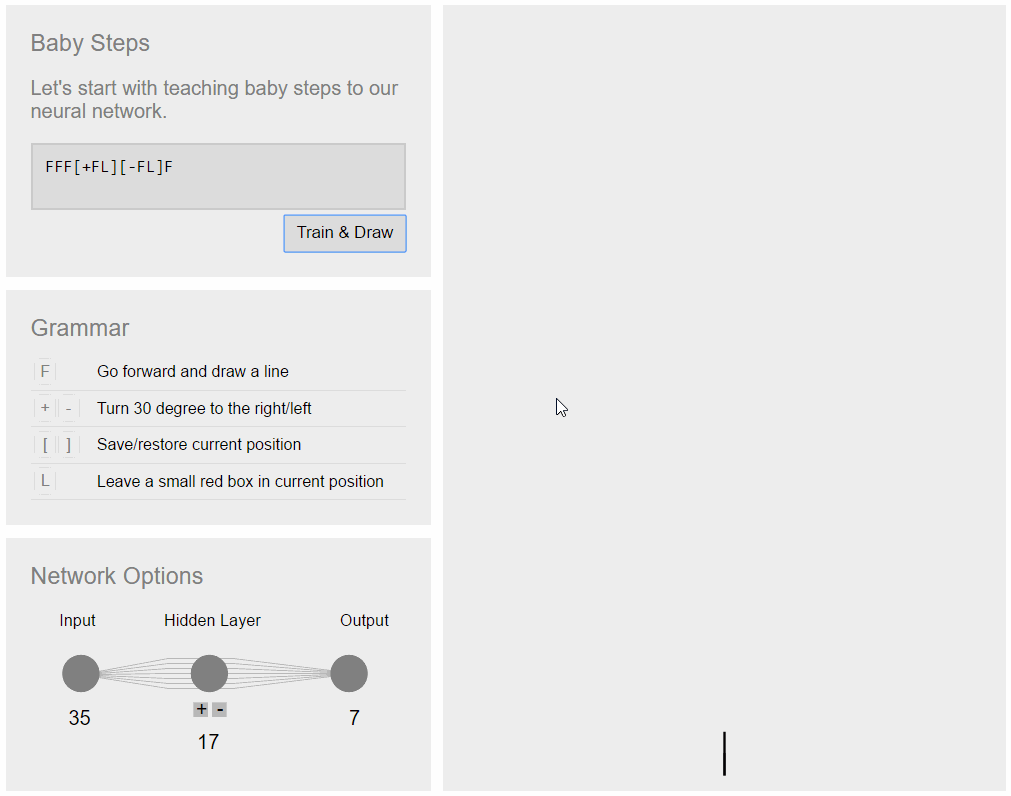 Baby Steps
Let's start with teaching baby steps to our
neural network.
FFF[+FL][-FL]F
Train & Draw
Grammar
F Go forward and draw a line
+ - Turn 30 degree to the right/left
[ ] Save/restore current position
L Leave a small red box in current position
Network Options
Input Hidden Layer Output
+ -
35 17 7